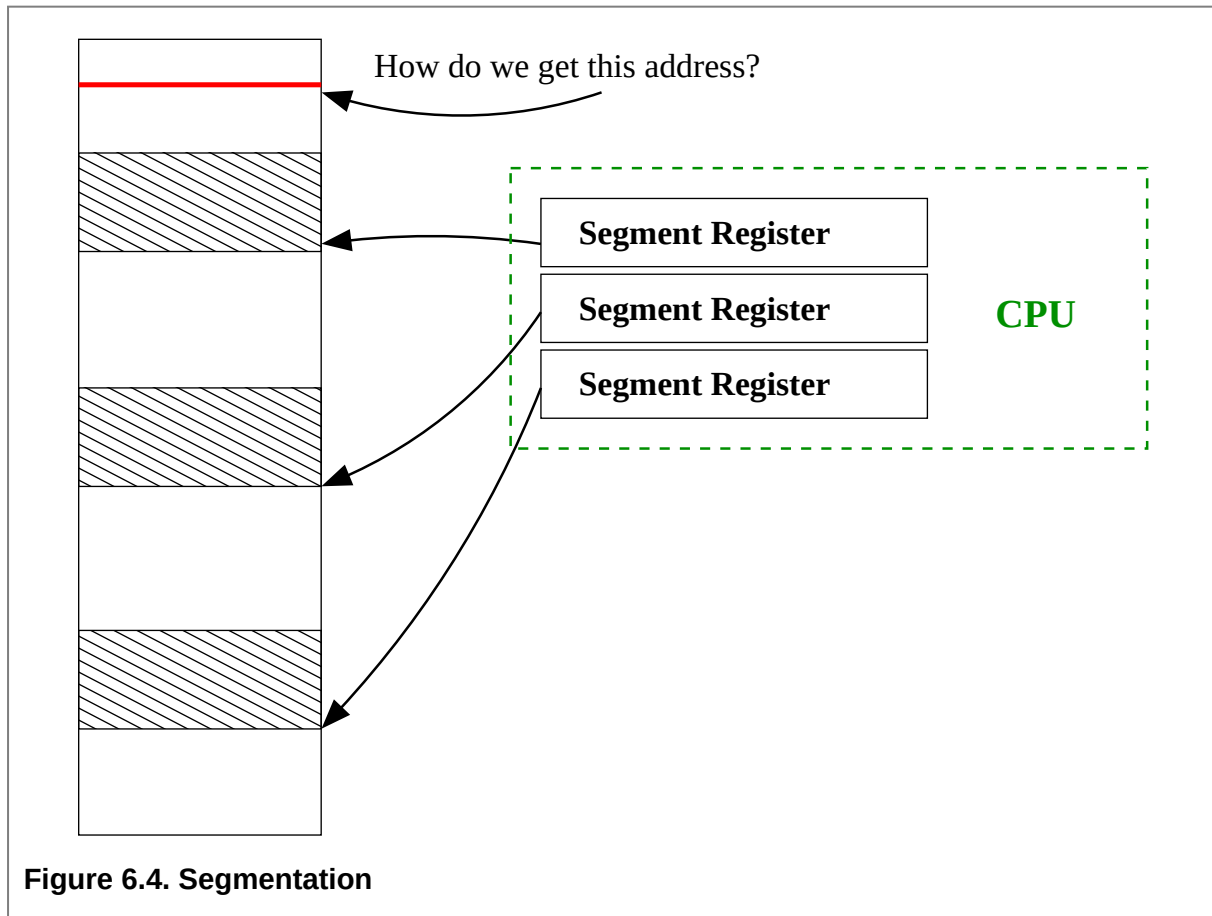 How do we get this address?
Segment Register
Segment Register
CPU
Segment Register
Figure 6.4. Segmentation